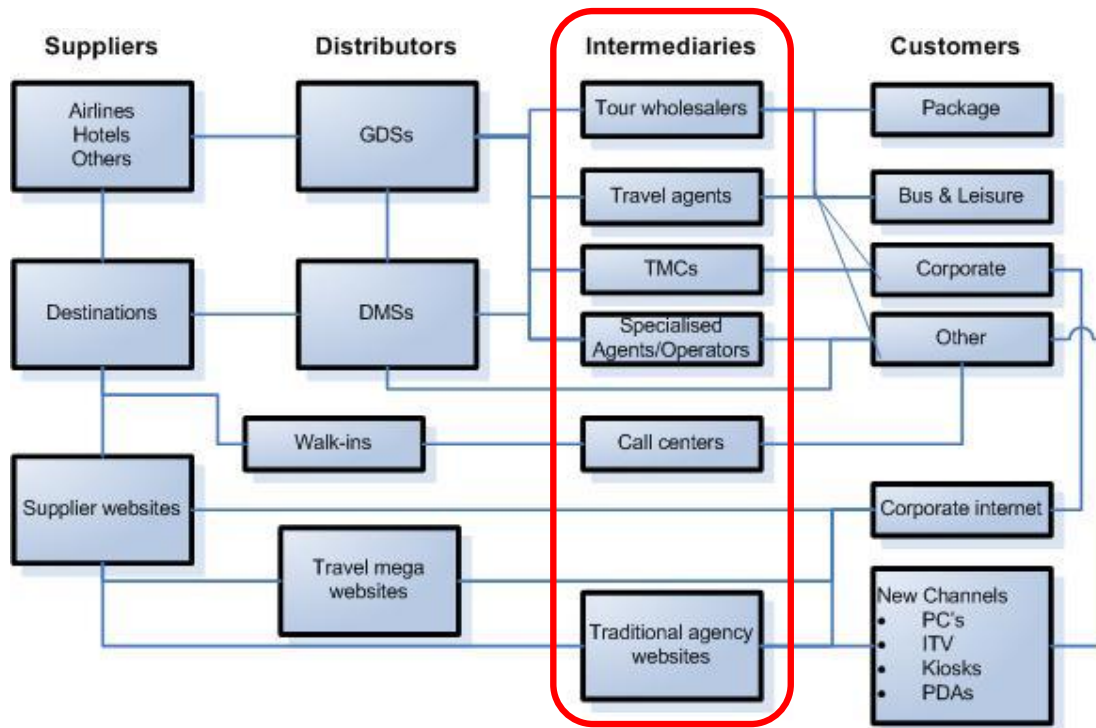 Suppliers
Distributors
Intermediaries
Customers
Airlines
Hotels
Others
GDSs
Tour wholesalers
Package
Travel agents
Bus & Leisure
Destinations
DMSs
TMCs
Corporate
Specialised
Agents/Operators
Other
Walk-ins
Call centers
Supplier websites
Corporate internet
Travel mega
websites
Traditional agency
websites
New Channels
• PC's
• ITV
• Kiosks
• PDAs